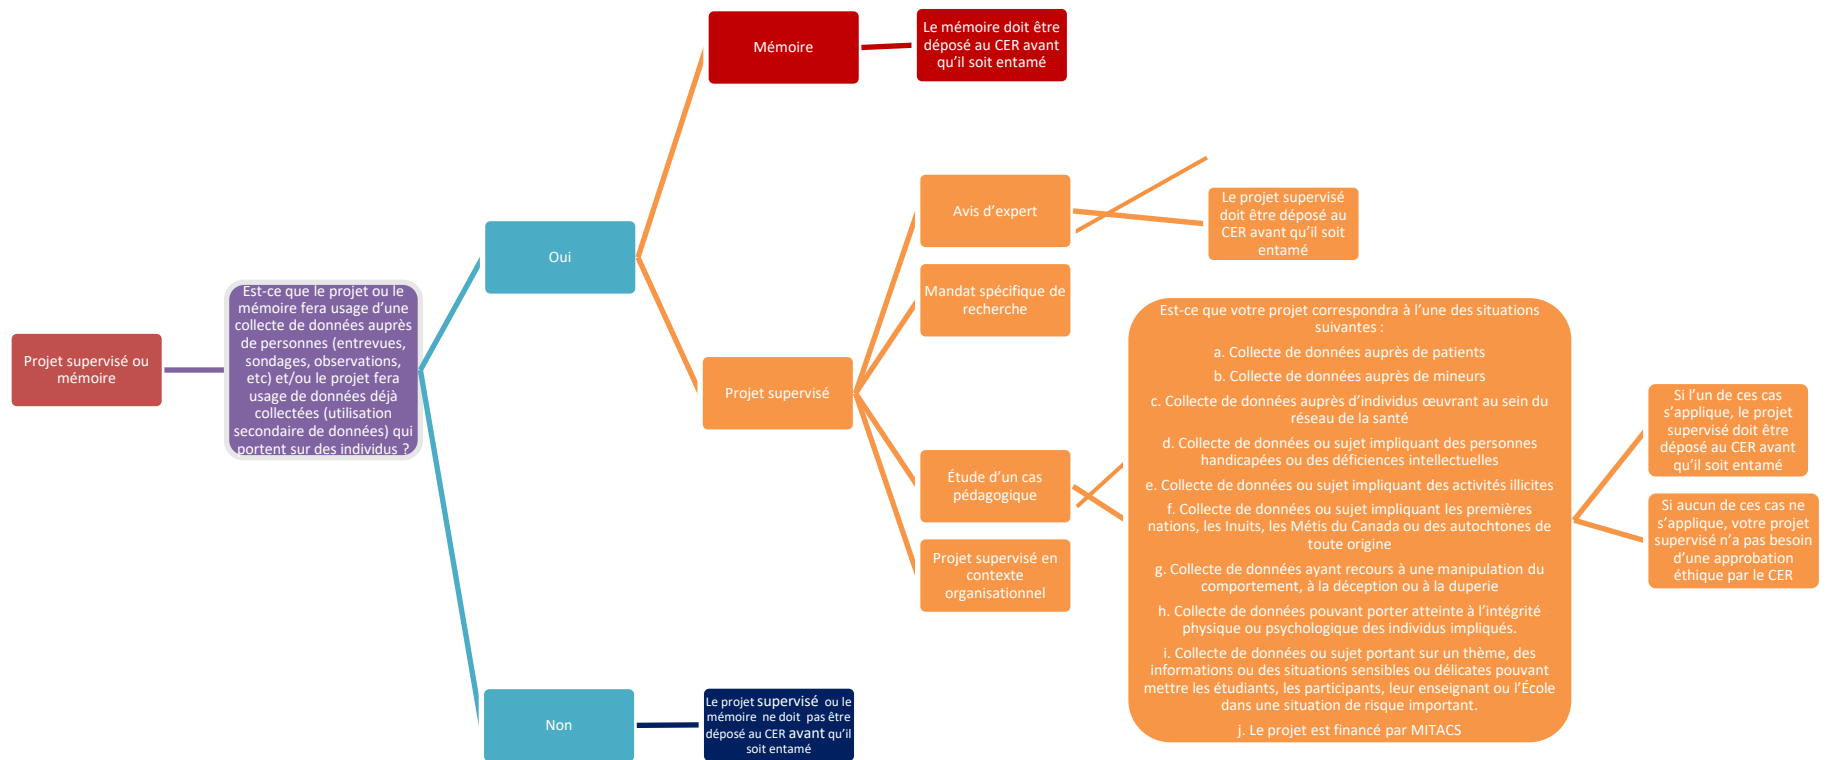 Projet supervisé ou
mémoire
Est-ce que le projet ou le
mémoire fera usage d'une
collecte de données auprès
de personnes (entrevues,
sondages, observations,
etc) et/ou le projet fera
usage de données déjà
collectées (utilisation
secondaire de données) qui
portent sur des individus ?
Oui
Mémoire
Le mémoire doit être
déposé au CER avant
qu'il soit entamé
Projet supervisé
Avis d'expert
Le projet supervisé
doit être déposé au
CER avant qu'il soit
entamé
Mandat spécifique de
recherche
Étude d'un cas
pédagogique
Projet supervisé en
contexte
organisationnel
Est-ce que votre projet correspondra à l'une des situations
suivantes :
a. Collecte de données auprès de patients
b. Collecte de données auprès de mineurs
c. Collecte de données auprès d'individus œuvrant au sein du
réseau de la santé
d. Collecte de données ou sujet impliquant des personnes
handicapées ou des déficiences intellectuelles
e. Collecte de données ou sujet impliquant des activités illicites
f. Collecte de données ou sujet impliquant les premières
nations, les Inuits, les Métis du Canada ou des autochtones de
toute origine
g. Collecte de données ayant recours à une manipulation du
comportement, à la déception ou à la duperie
h. Collecte de données pouvant porter atteinte à l'intégrité
physique ou psychologique des individus impliqués.
i. Collecte de données ou sujet portant sur un thème, des
informations ou des situations sensibles ou délicates pouvant
mettre les étudiants, les participants, leur enseignant ou l'École
dans une situation de risque important.
j. Le projet est financé par MITACS
Si l'un de ces cas
s'applique, le projet
supervisé doit être
déposé au CER avant
qu'il soit entamé
Si aucun de ces cas ne
s'applique, votre projet
supervisé n'a pas besoin
d'une approbation
éthique par le CER
Non
Le projet supervisé ou le
mémoire ne doit pas être
déposé au CER avant qu'il
soit entamé